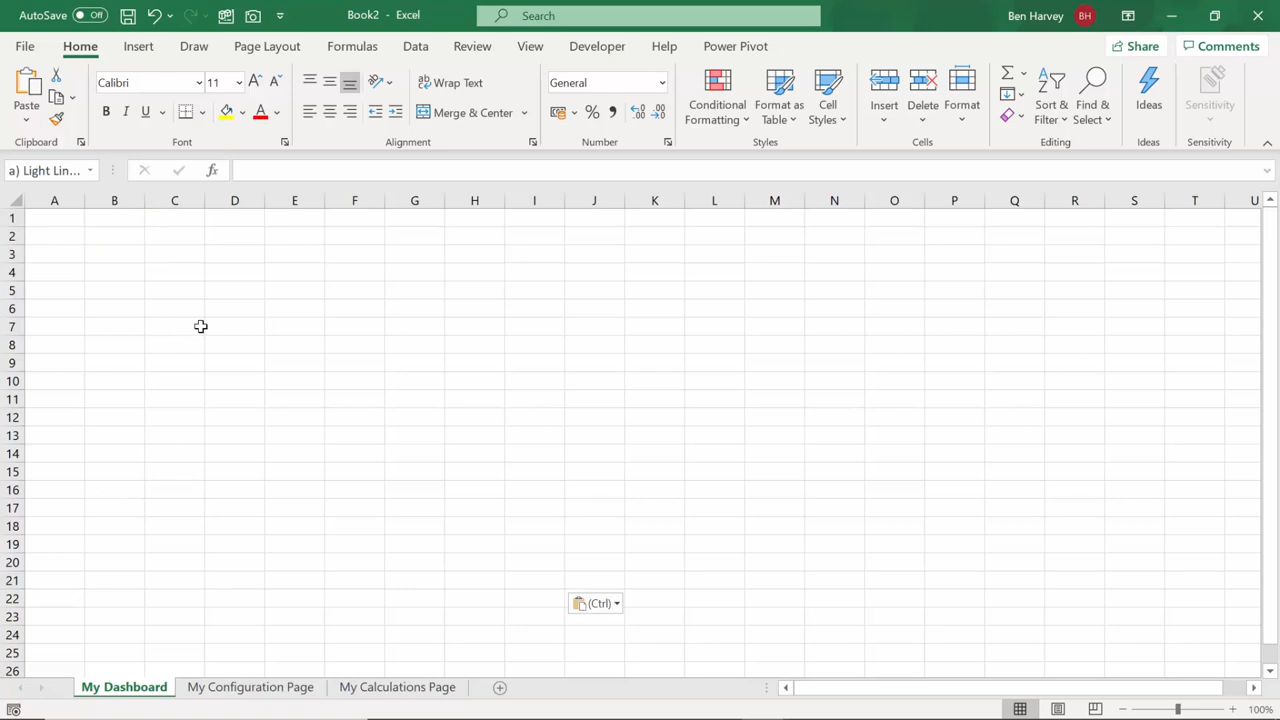 AutoSave Off Book2 - Excel Search Ben Harvey BH
File Home Insert Draw Page Layout Formulas Data Review View Developer Help Power Pivot Share Comments
Calibri 11 Wrap Text General
Paste B I U A Merge & Center % , Conditional Formatting Format as Table Cell Styles Insert Delete Format Sort & Filter Find & Select Ideas Sensitivity
Clipboard Font Alignment Number Styles Cells Editing Ideas Sensitivity
a) Light Lin... fx
A B C D E F G H I J K L M N O P Q R S T U
1
2
3
4
5
6
7
8
9
10
11
12
13
14
15
16
17
18
19
20
21
22 (Ctrl)
23
24
25
26
My Dashboard My Configuration Page My Calculations Page
100%